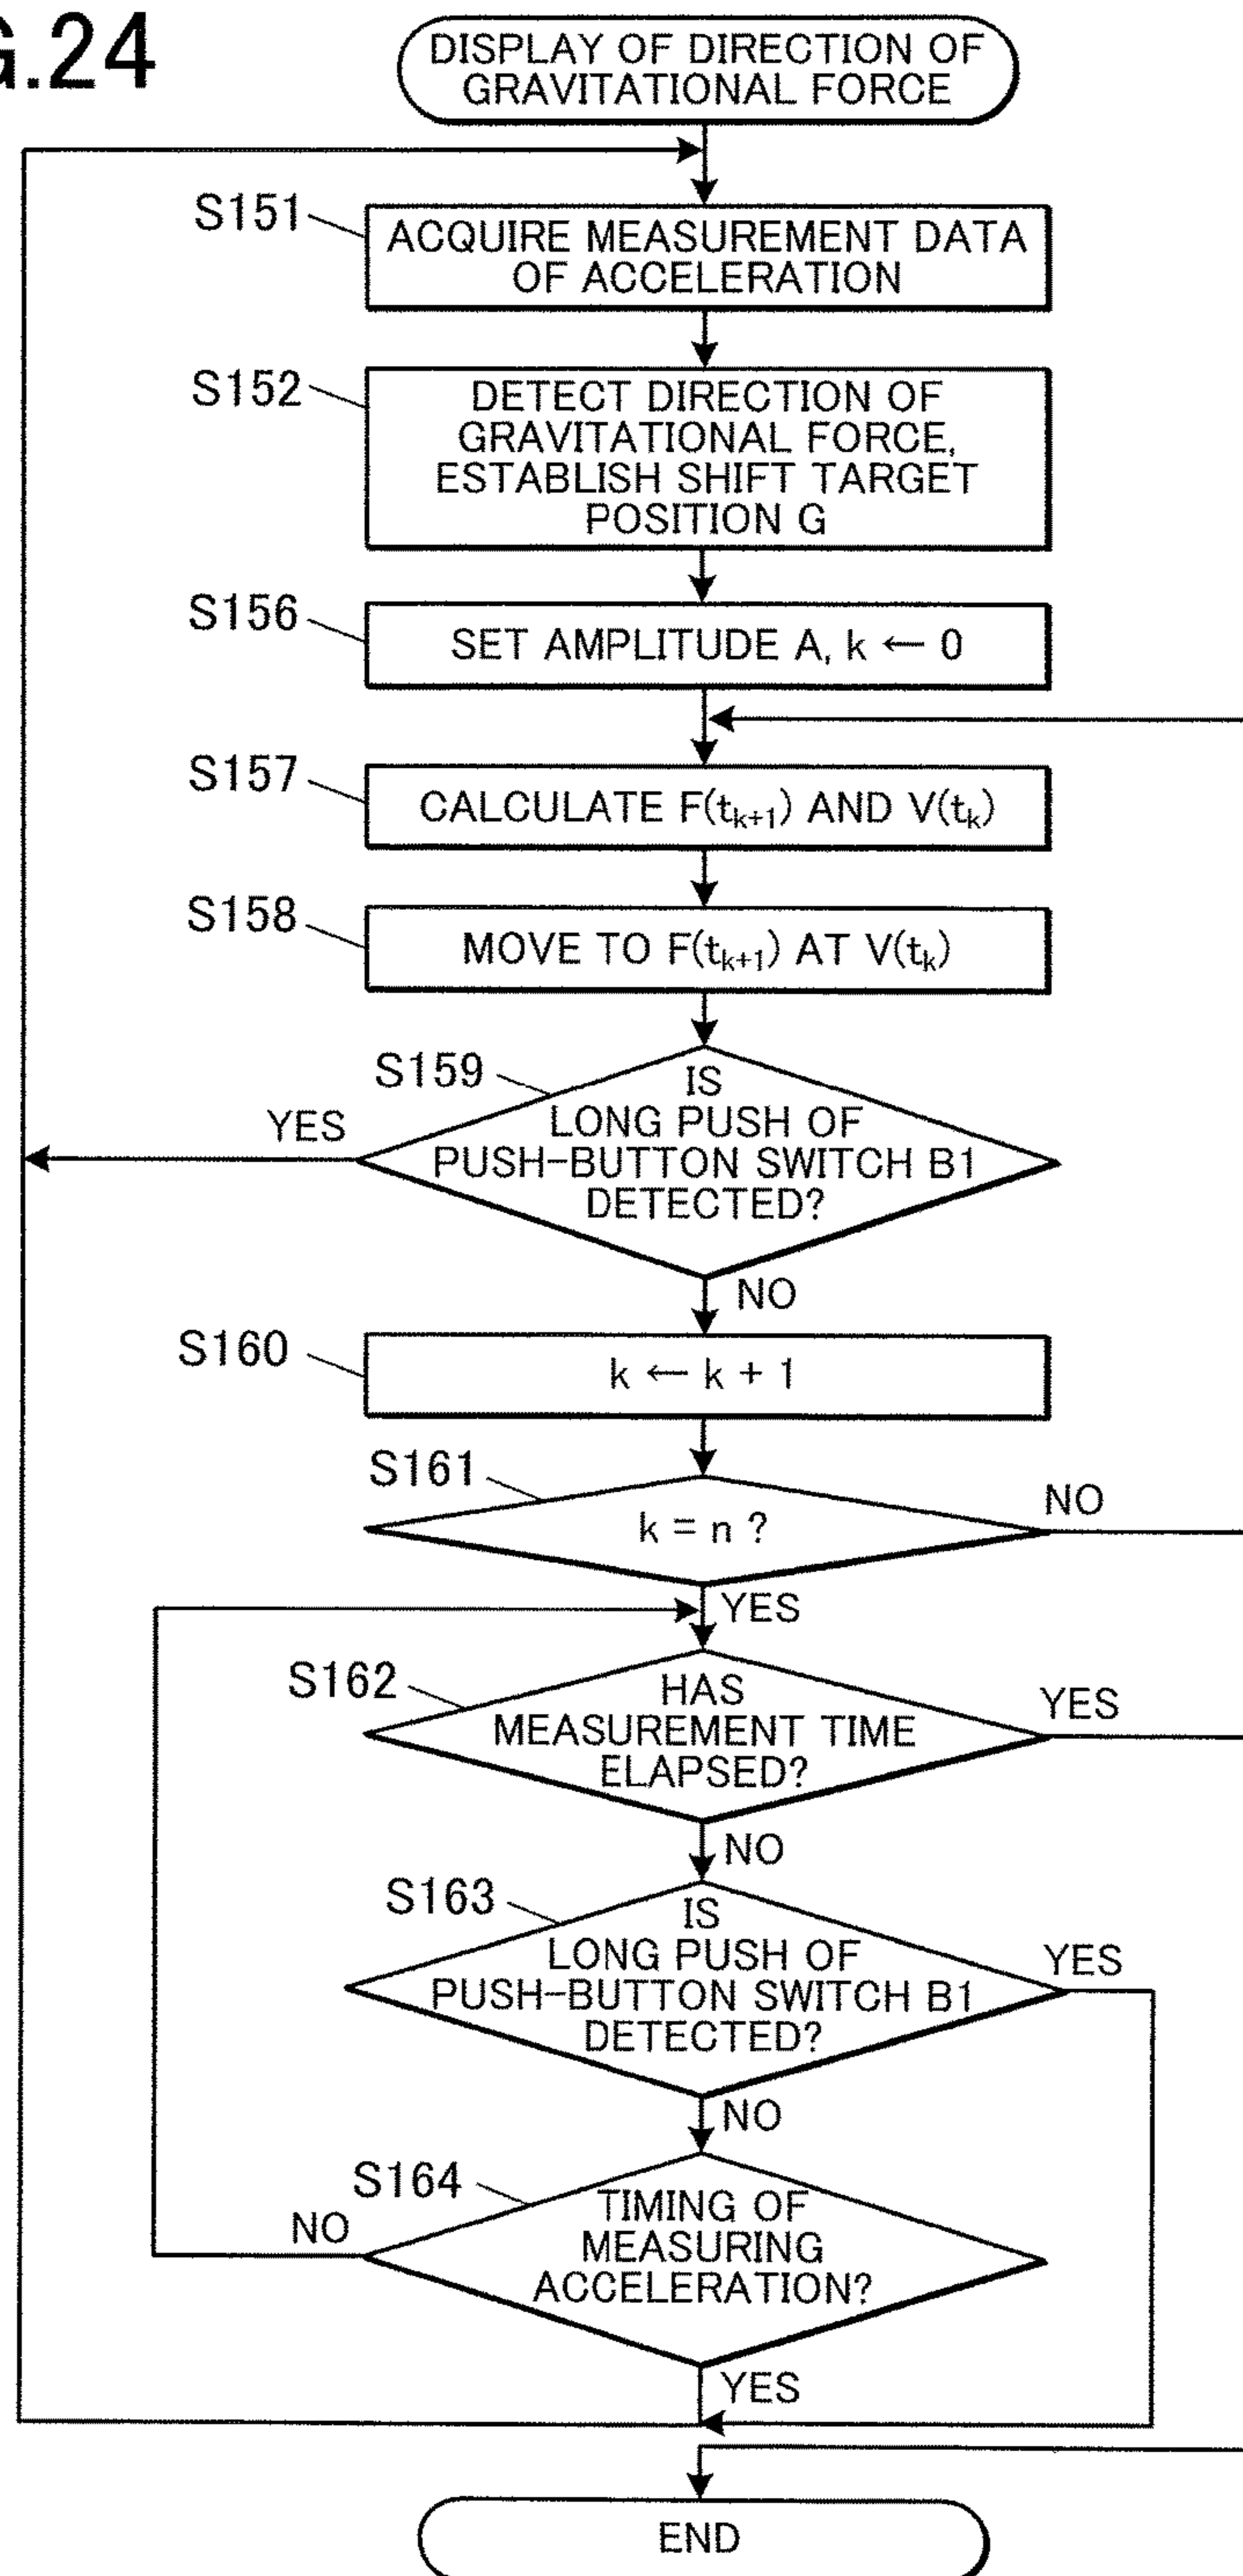 G.24
DISPLAY OF DIRECTION OF
GRAVITATIONAL FORCE
S151
ACQUIRE MEASUREMENT DATA
OF ACCELERATION
S152
DETECT DIRECTION OF
GRAVITATIONAL FORCE,
ESTABLISH SHIFT TARGET
POSITION G
S156
SET AMPLITUDE A, k ← 0
S157
CALCULATE F(tk+1) AND V(tk)
S158
MOVE TO F(tk+1) AT V(tk)
S159
IS
LONG PUSH OF
PUSH-BUTTON SWITCH B1
DETECTED?
YES
NO
S160
k ← k + 1
S161
k = n ?
NO
YES
S162
HAS
MEASUREMENT TIME
ELAPSED?
YES
NO
S163
IS
LONG PUSH OF
PUSH-BUTTON SWITCH B1
DETECTED?
YES
NO
S164
TIMING OF
MEASURING
ACCELERATION?
NO
YES
END